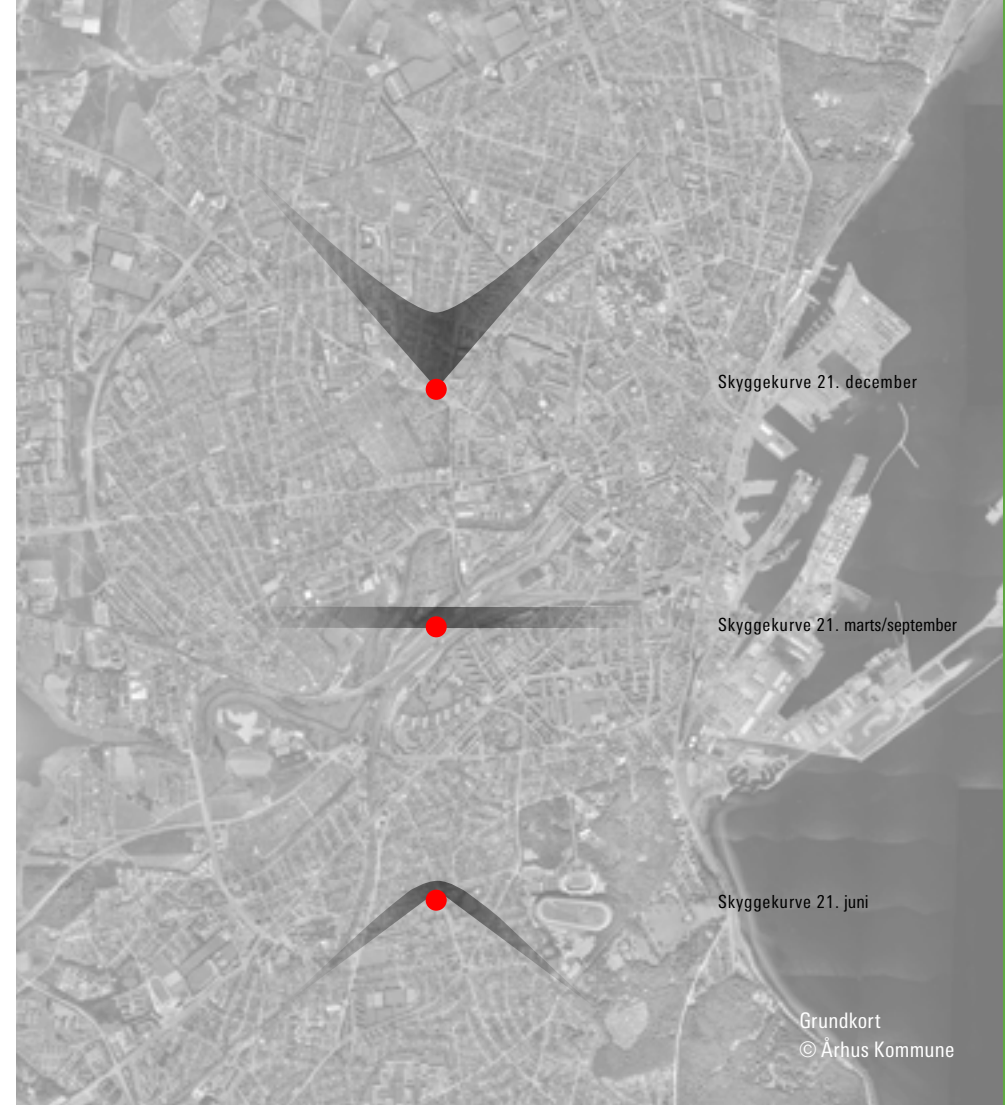 Skyggekurve 21. december
Skyggekurve 21. marts/september
Skyggekurve 21. juni
Grundkort
© Århus Kommune